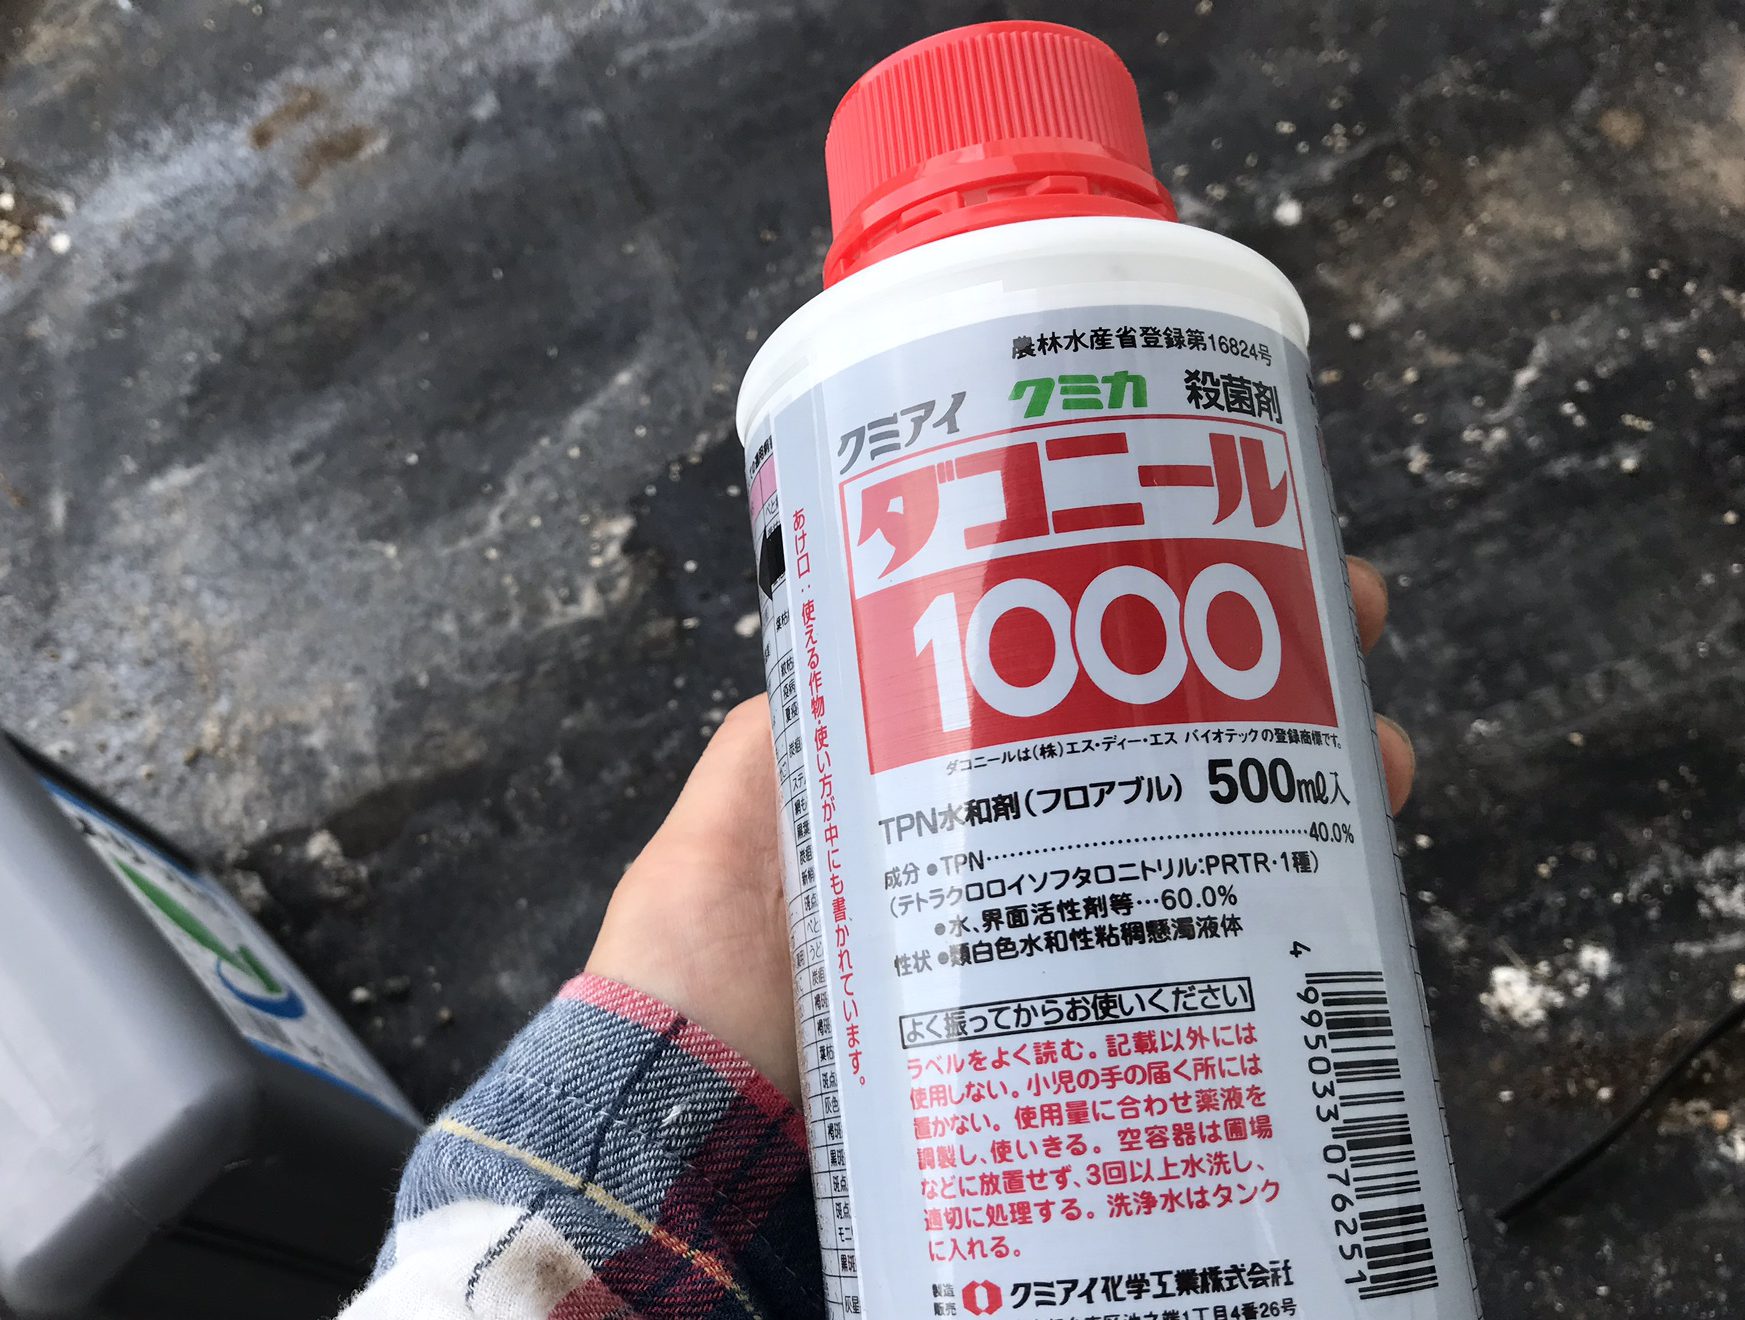 農林水産省登録第16824号
クミアイ クミカ 殺菌剤
ダコニール
1000
ダコニールは(株)エス・ディー・エス バイオテックの登録商標です。
TPN水和剤(フロアブル) 500ml入
成分 ●TPN……………………………40.0%
(テトラクロロイソフタロニトリル:PRTR・1種)
●水、界面活性剤等…60.0%
性状 ●類白色水和性粘稠懸濁液体
よく振ってからお使いください
ラベルをよく読む。記載以外には
使用しない。小児の手の届く所には
置かない。使用量に合わせ薬液を
調製し、使いきる。空容器は圃場
などに放置せず、3回以上水洗し、
適切に処理する。洗浄水はタンク
に入れる。
製造
販売
クミアイ化学工業株式会社
1丁目4番26号
あけ口:使える作物・使い方が中にも書かれています。
4 995033 076251